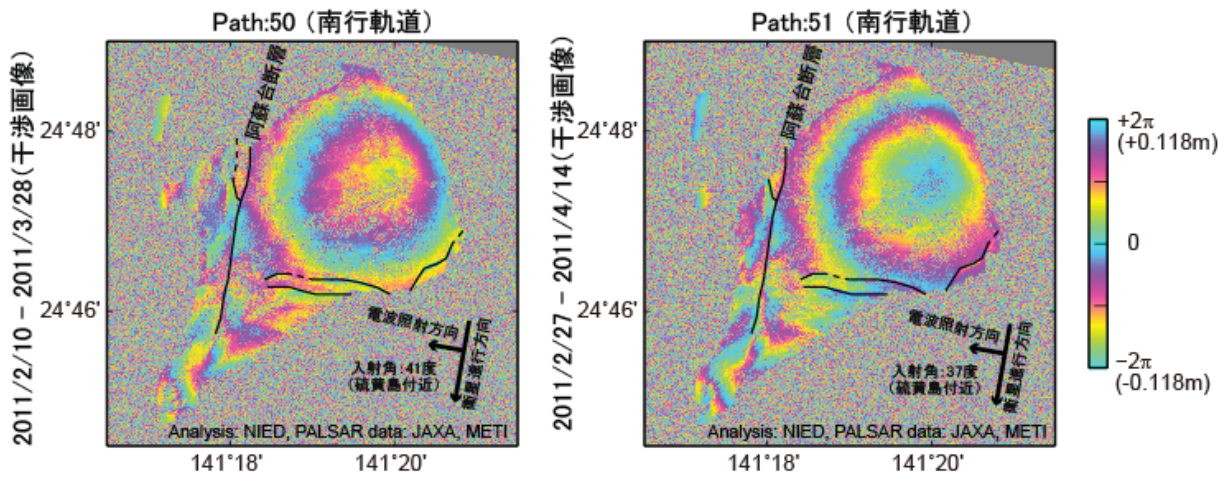 Path:50 (南行軌道)
2011/2/10 - 2011/3/28(干渉画像)
24°48'
24°46'
阿蘇台断層
電波照射方向
衛星進行方向
入射角:41度
(硫黄島付近)
Analysis: NIED, PALSAR data: JAXA, METI
141°18'
141°20'
Path:51 (南行軌道)
2011/2/27 - 2011/4/14(干渉画像)
24°48'
24°46'
阿蘇台断層
電波照射方向
衛星進行方向
入射角:37度
(硫黄島付近)
Analysis: NIED, PALSAR data: JAXA, METI
141°18'
141°20'
+2π
(+0.118m)
0
−2π
(-0.118m)